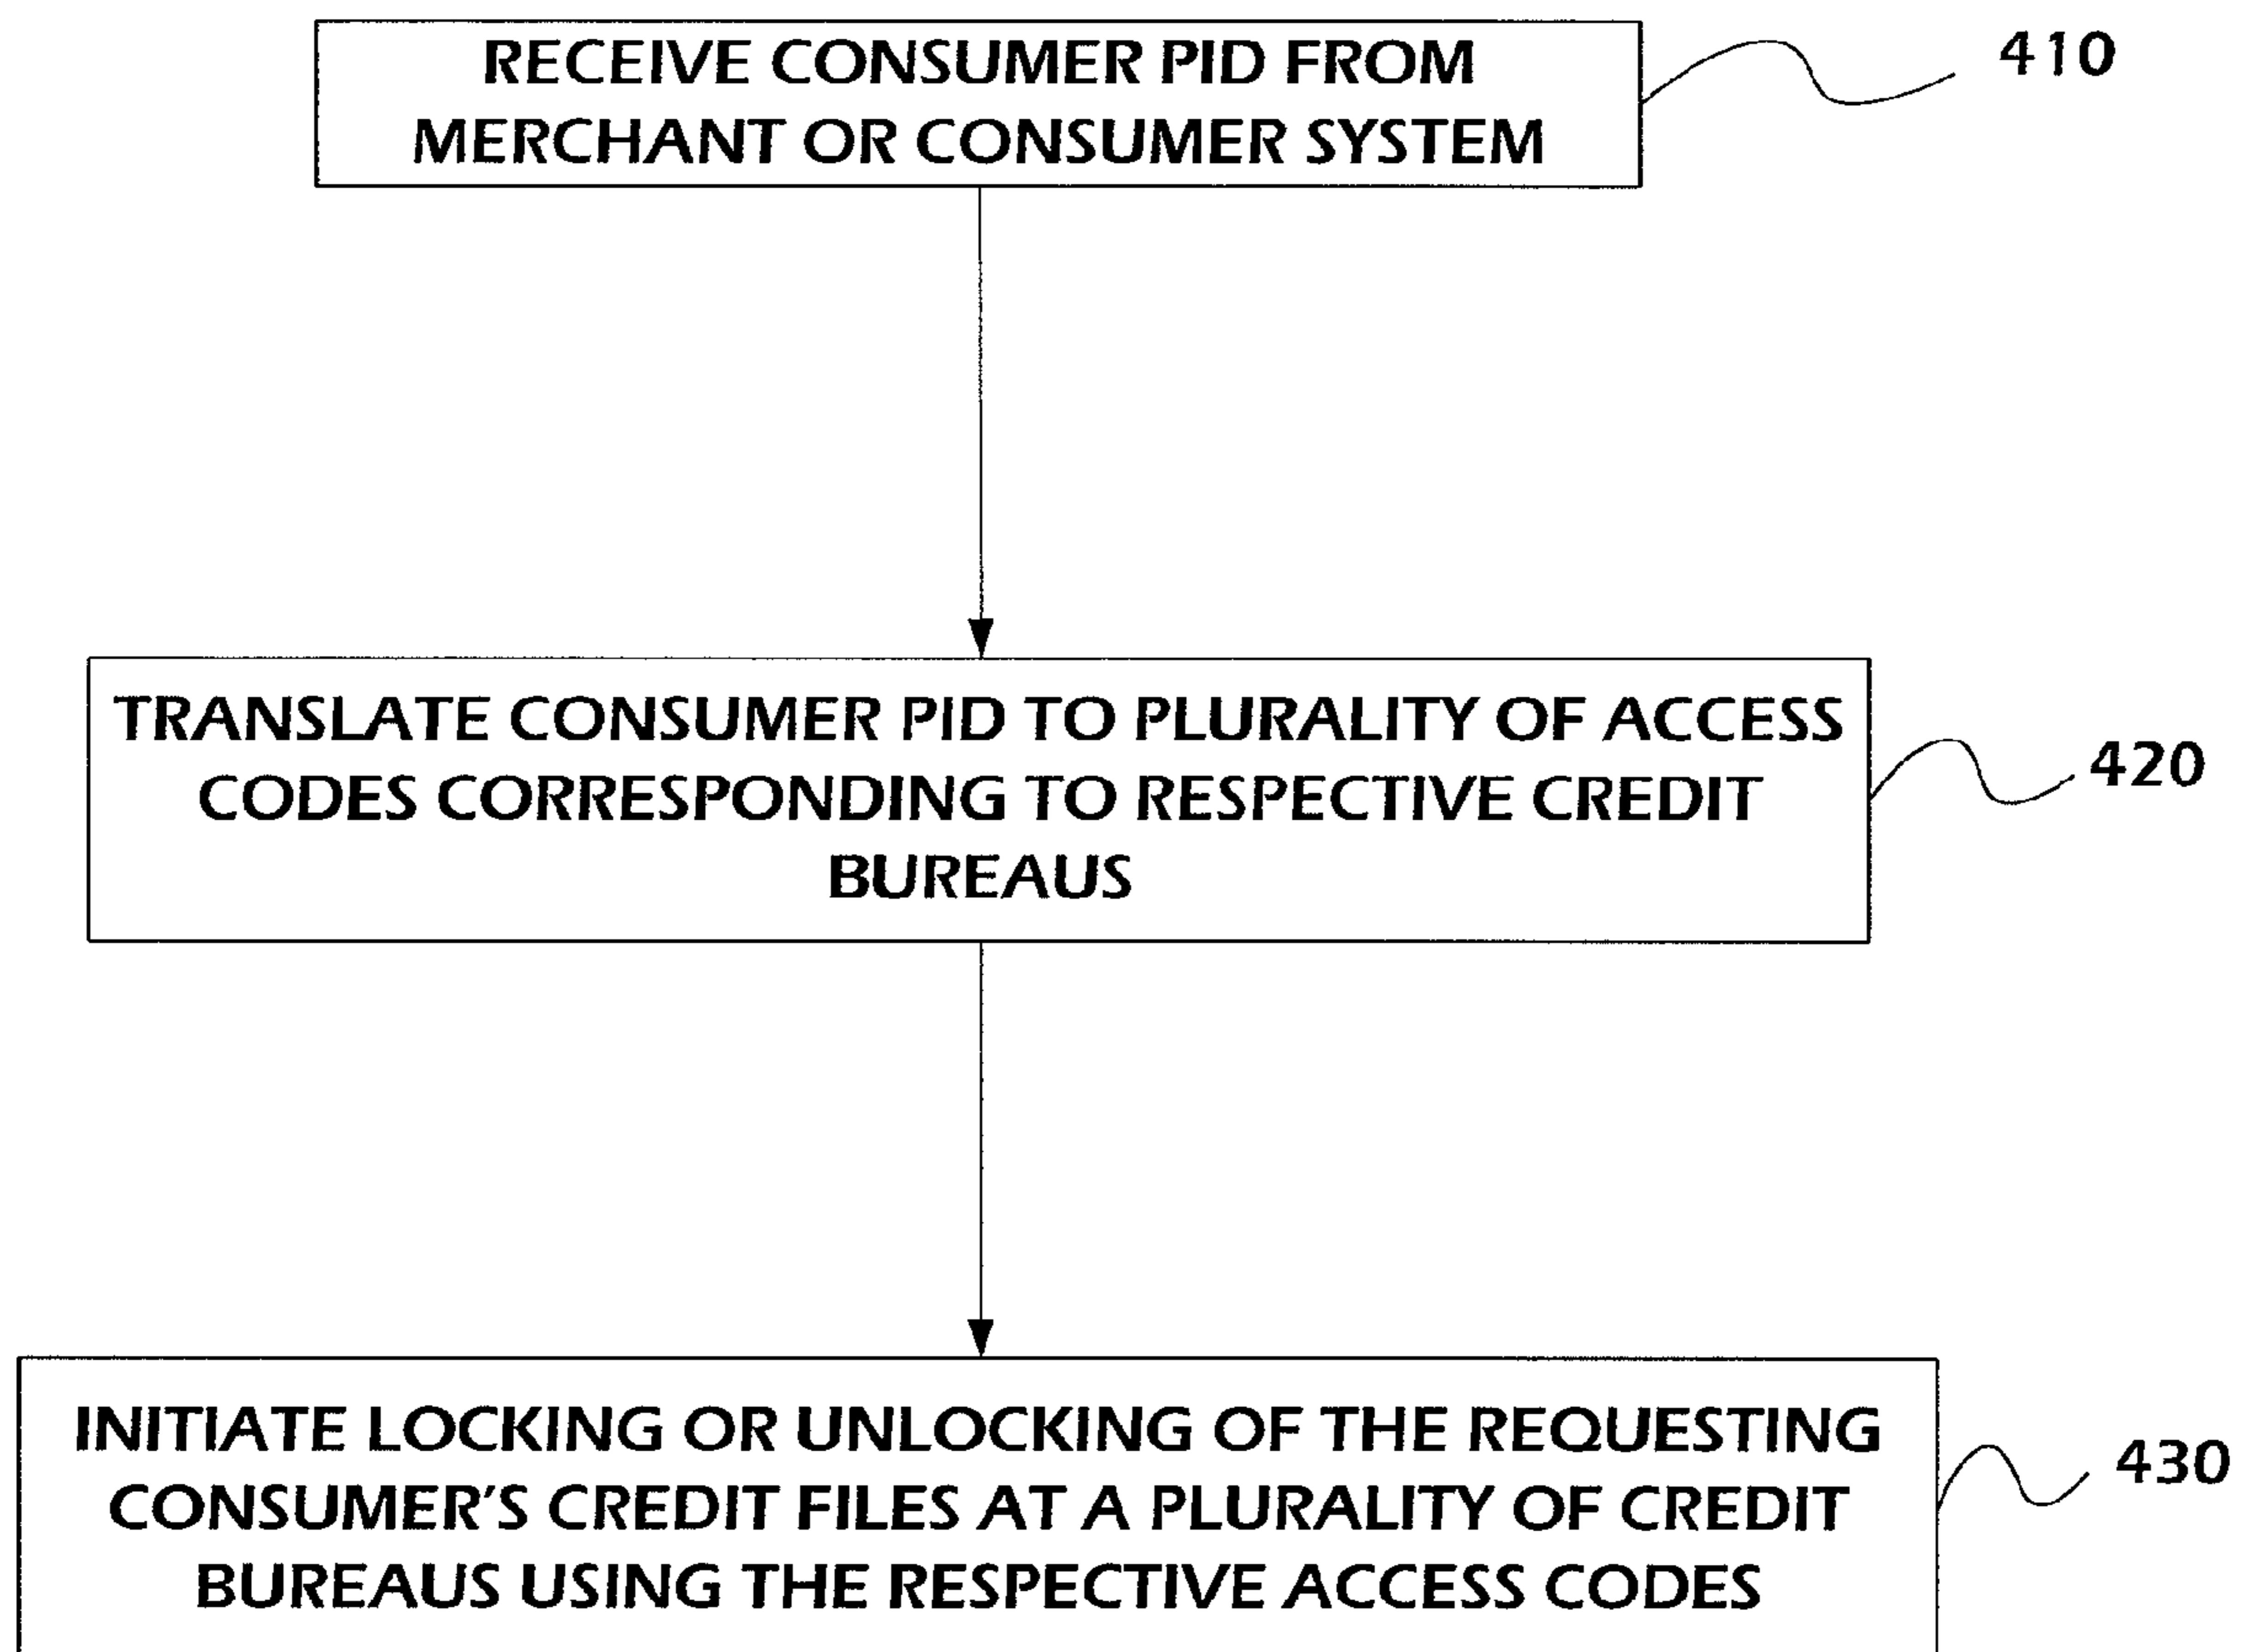 RECEIVE CONSUMER PID FROM
MERCHANT OR CONSUMER SYSTEM
410
TRANSLATE CONSUMER PID TO PLURALITY OF ACCESS
CODES CORRESPONDING TO RESPECTIVE CREDIT
BUREAUS
420
INITIATE LOCKING OR UNLOCKING OF THE REQUESTING
CONSUMER'S CREDIT FILES AT A PLURALITY OF CREDIT
BUREAUS USING THE RESPECTIVE ACCESS CODES
430